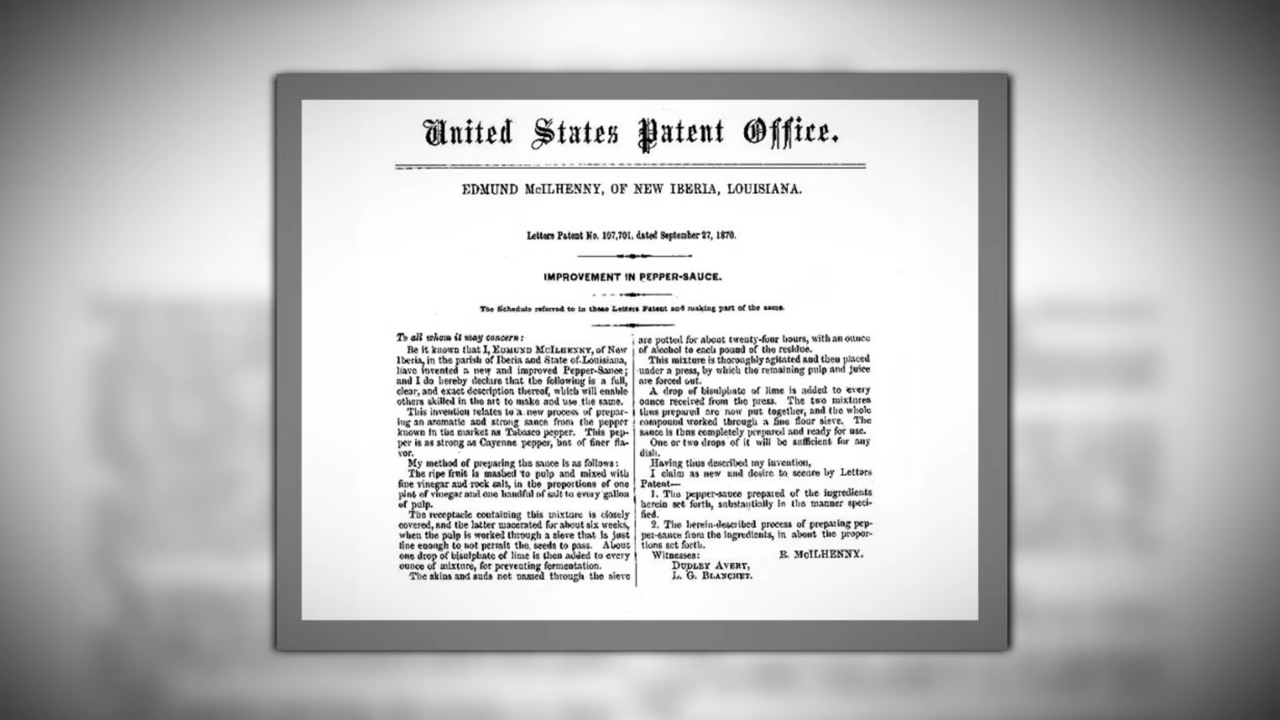 United States Patent Office.
EDMUND McILHENNY, OF NEW IBERIA, LOUISIANA.
Letters Patent No. 107,701, dated September 27, 1870.
IMPROVEMENT IN PEPPER-SAUCE.
The Schedule referred to in these Letters Patent and making part of the same.
To all whom it may concern:
Be it known that I, EDMUND McILHENNY, of New
Iberia, in the parish of Iberia and State of Louisiana,
have invented a new and improved Pepper-Sauce;
and I do hereby declare that the following is a full,
clear, and exact description thereof, which will enable
others skilled in the art to make and use the same.
This invention relates to a new process of prepar-
ing an aromatic and strong sauce from the pepper
known in the market as Tobasco pepper. This pep-
per is as strong as Cayenne pepper, but of finer fla-
vor.
My method of preparing the sauce is as follows:
The ripe fruit is mashed to pulp and mixed with
fine vinegar and rock salt, in the proportions of one
pint of vinegar and one handful of salt to every gallon
of pulp.
The receptacle containing this mixture is closely
covered, and the latter macerated for about six weeks,
when the pulp is worked through a sieve that is just
fine enough to not permit the seeds to pass. About
one drop of bisulphate of lime is then added to every
ounce of mixture, for preventing fermentation.
The skins and not passed through the sieve
are potted for about twenty-four hours, with an ounce
of alcohol to each pound of the residue.
This mixture is thoroughly agitated and then placed
under a press, by which the remaining pulp and juice
are forced out.
A drop of bisulphate of lime is added to every
ounce received from the press. The two mixtures
thus prepared are now put together, and the whole
compound worked through a fine flour sieve. The
sauce is thus completely prepared and ready for use.
One or two drops of it will be sufficient for any
dish.
Having thus described my invention,
I claim as new and desire to secure by Letters
Patent—
1. The pepper-sauce prepared of the ingredients
herein set forth, substantially in the manner speci-
fied.
2. The herein-described process of preparing pep-
per-sauce from the ingredients, in about the propor-
tions set forth.
E. McILHENNY.
Witnesses:
DUDLEY AVERY,
L. G. BLANCHET.